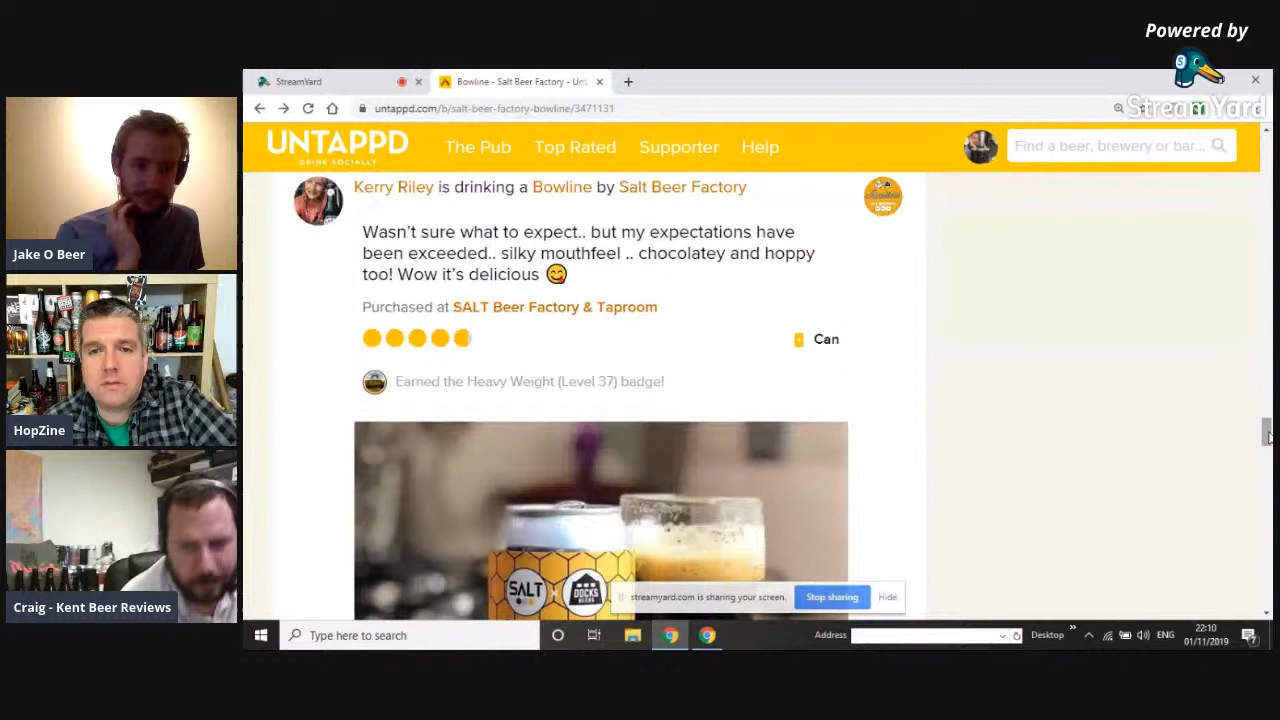 Powered by
StreamYard
StreamYard
Bowline - Salt Beer Factory - Un
untappd.com/b/salt-beer-factory-bowline/3471131
UNTAPPD
DRINK SOCIALLY
The Pub
Top Rated
Supporter
Help
Find a beer, brewery or bar...
Kerry Riley is drinking a Bowline by Salt Beer Factory
Wasn't sure what to expect.. but my expectations have
been exceeded.. silky mouthfeel .. chocolatey and hoppy
too! Wow it's delicious 😋
Purchased at SALT Beer Factory & Taproom
Can
Earned the Heavy Weight (Level 37) badge!
SALT
DOCKS
BEERS
streamyard.com is sharing your screen.
Stop sharing
Hide
Type here to search
Address
Desktop
ENG
22:10
01/11/2019
Jake O Beer
HopZine
Craig - Kent Beer Reviews